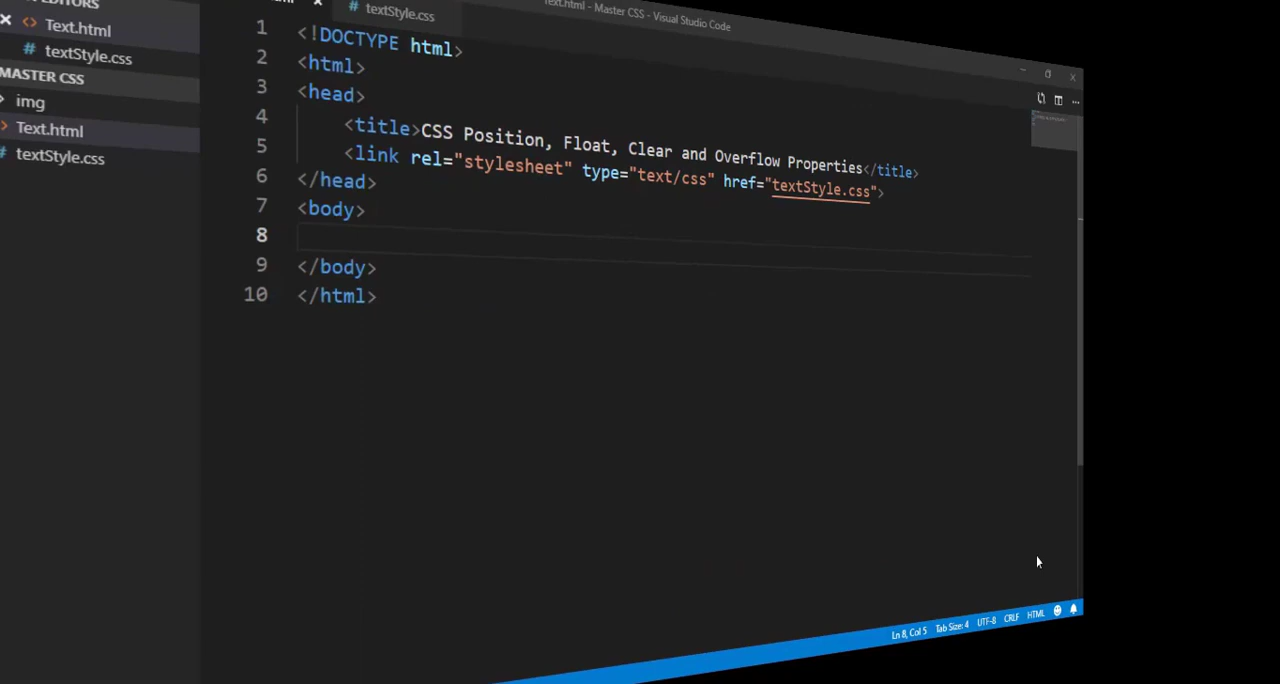 EDITORS
Text.html
textStyle.css
MASTER CSS
img
Text.html
textStyle.css
textStyle.css
Text.html - Master CSS - Visual Studio Code
1 <!DOCTYPE html>
2 <html>
3 <head>
4 <title>CSS Position, Float, Clear and Overflow Properties</title>
5 <link rel="stylesheet" type="text/css" href="textStyle.css">
6 </head>
7 <body>
8
9 </body>
10 </html>
Ln 8, Col 5 Tab Size: 4 UTF-8 CRLF HTML